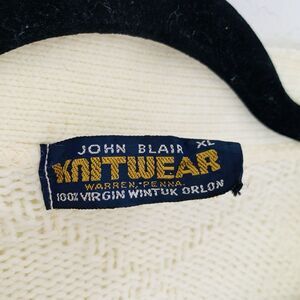 JOHN BLAIR XL
KNITWEAR
WARREN, PENNA.
100% VIRGIN WINTUK ORLON